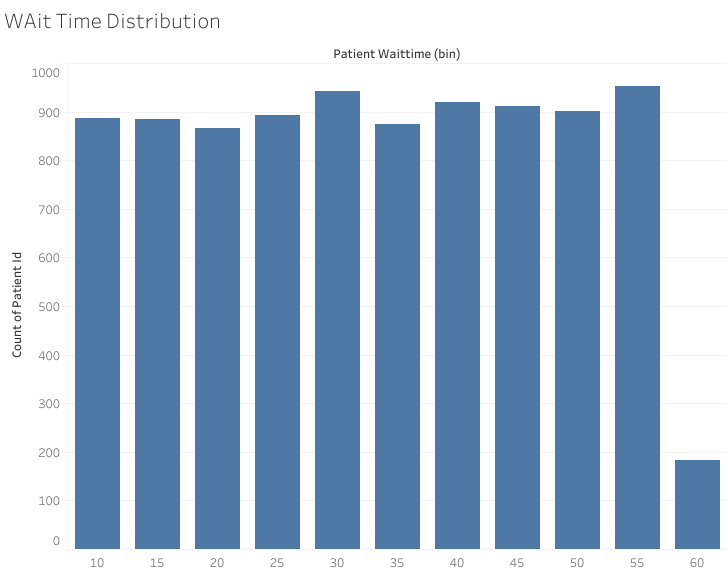 WAit Time Distribution
Patient Waittime (bin)
1000
900
800
700
600
500
400
300
200
100
0
Count of Patient Id
10 15 20 25 30 35 40 45 50 55 60